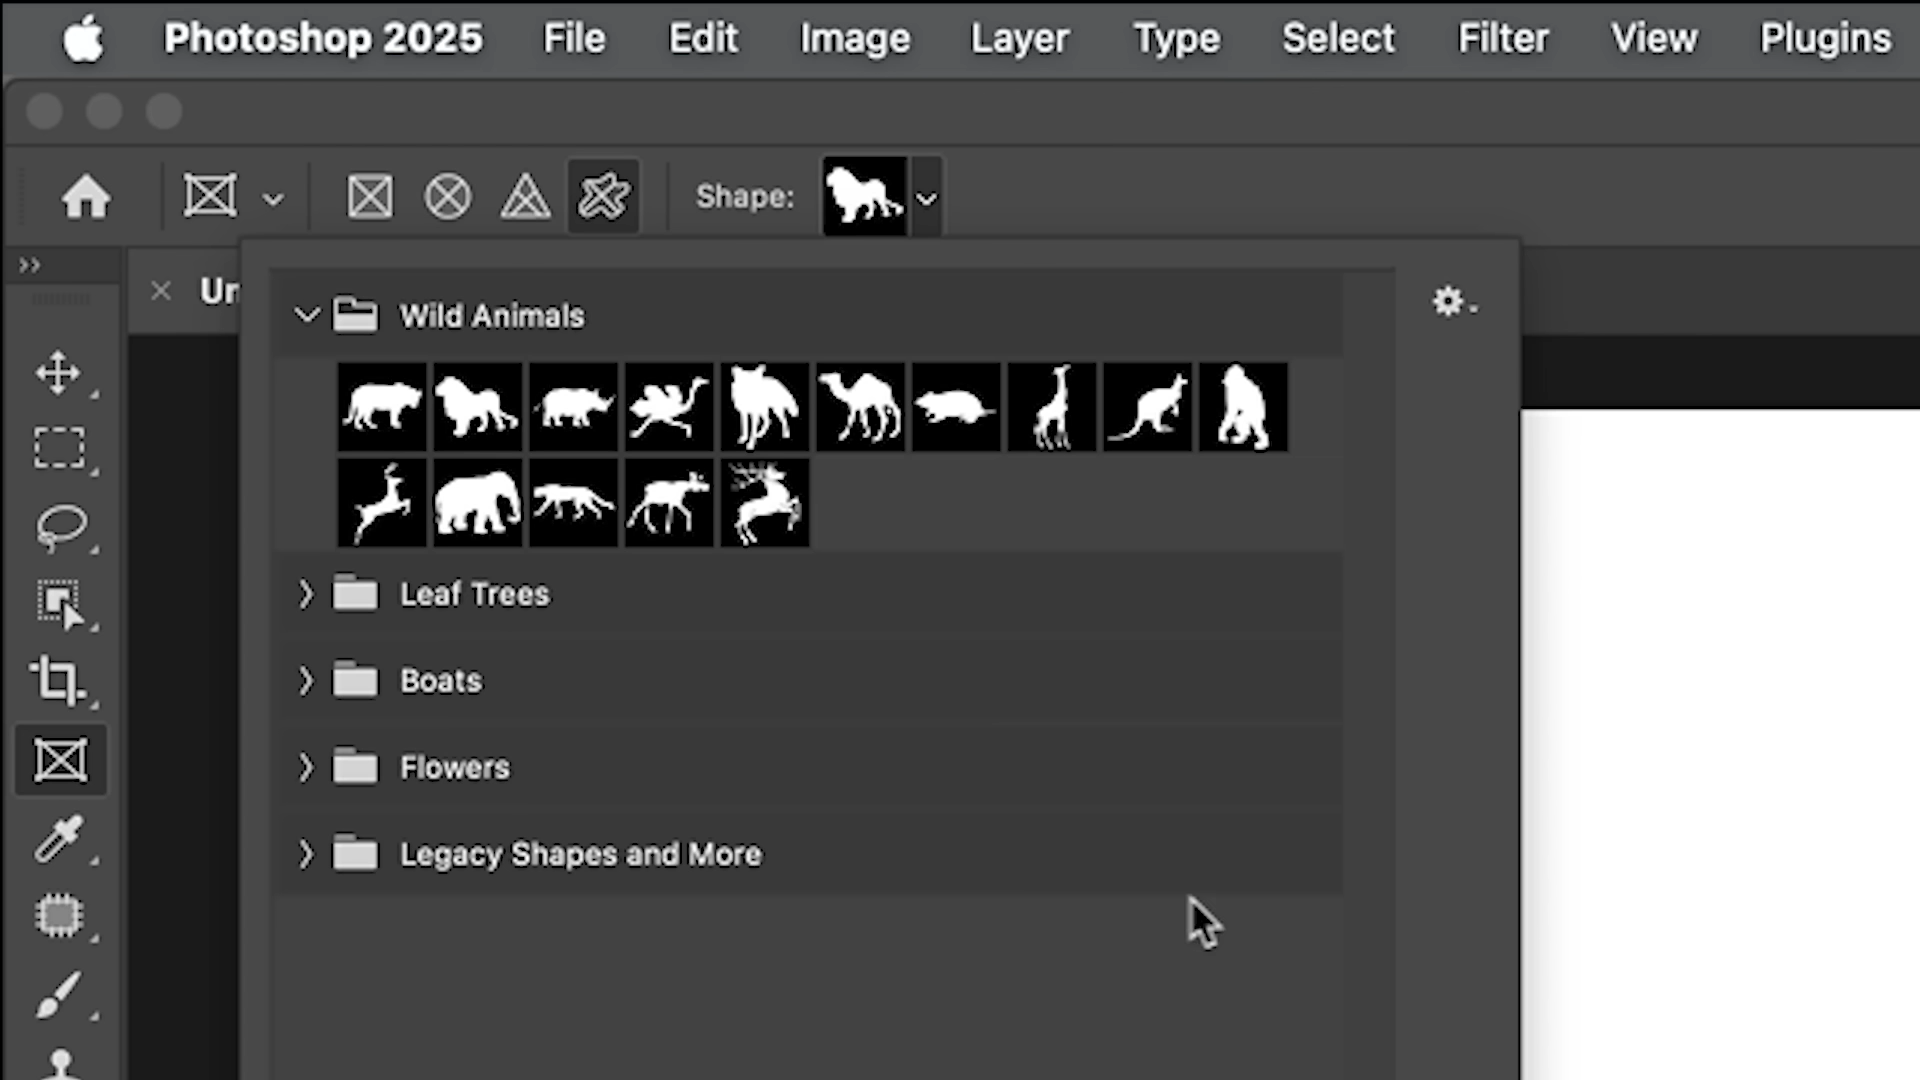 Photoshop 2025 File Edit Image Layer Type Select Filter View Plugins
Shape:
Un
Wild Animals
Leaf Trees
Boats
Flowers
Legacy Shapes and More